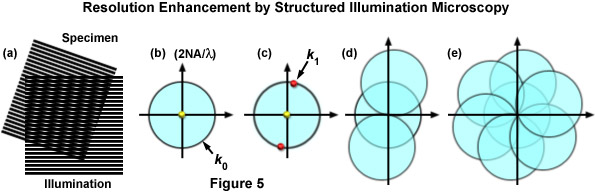 Resolution Enhancement by Structured Illumination Microscopy
(a)
Specimen
Illumination
(b)
(2NA/λ)
k0
(c)
k1
(d)
(e)
Figure 5